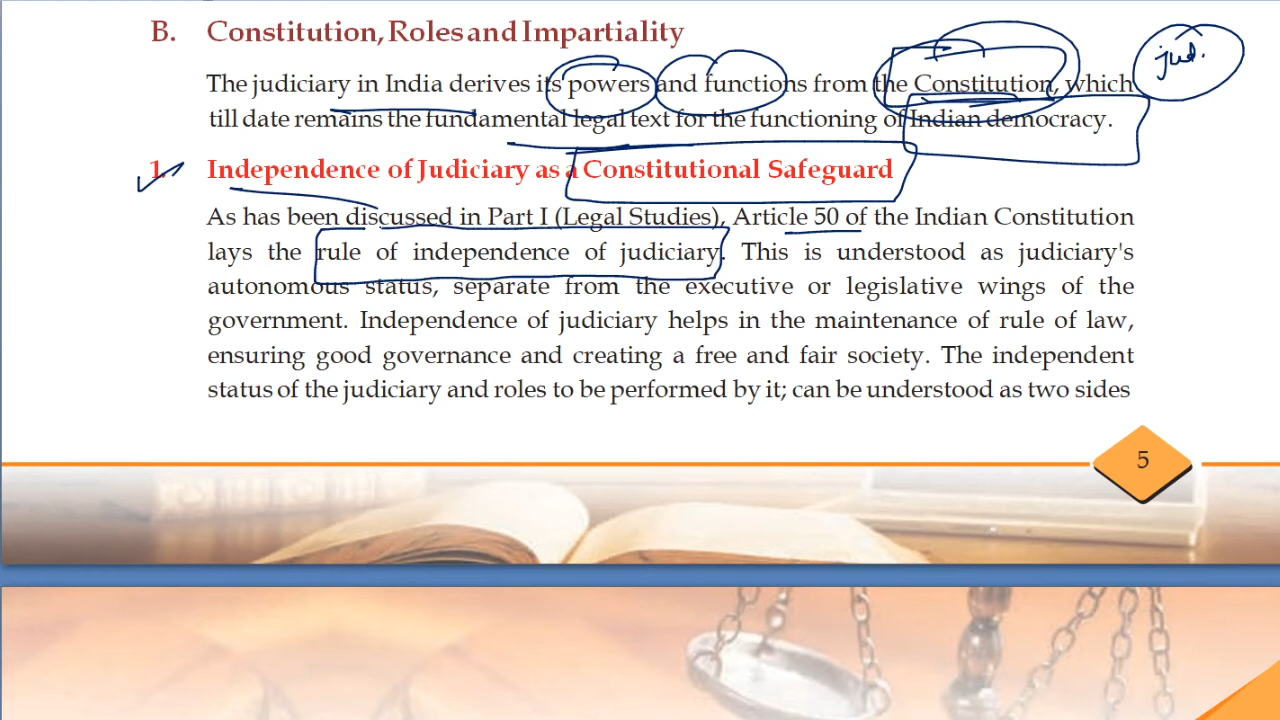 B. Constitution, Roles and Impartiality
jud.
The judiciary in India derives its powers and functions from the Constitution, which
till date remains the fundamental legal text for the functioning of Indian democracy.
1. Independence of Judiciary as a Constitutional Safeguard
As has been discussed in Part I (Legal Studies), Article 50 of the Indian Constitution
lays the rule of independence of judiciary. This is understood as judiciary's
autonomous status, separate from the executive or legislative wings of the
government. Independence of judiciary helps in the maintenance of rule of law,
ensuring good governance and creating a free and fair society. The independent
status of the judiciary and roles to be performed by it; can be understood as two sides
5